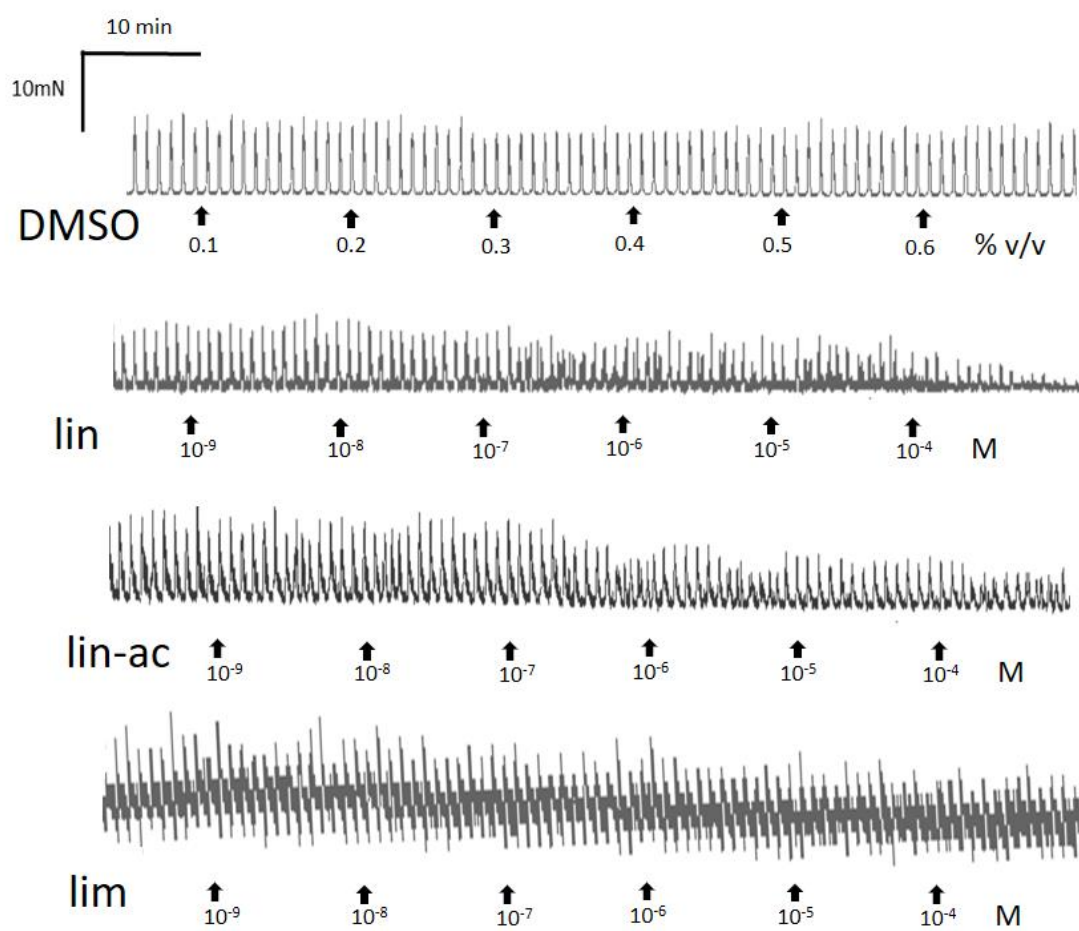 10 min
10mN
DMSO
0.1 0.2 0.3 0.4 0.5 0.6 % v/v
lin
10⁻⁹ 10⁻⁸ 10⁻⁷ 10⁻⁶ 10⁻⁵ 10⁻⁴ M
lin-ac
10⁻⁹ 10⁻⁸ 10⁻⁷ 10⁻⁶ 10⁻⁵ 10⁻⁴ M
lim
10⁻⁹ 10⁻⁸ 10⁻⁷ 10⁻⁶ 10⁻⁵ 10⁻⁴ M